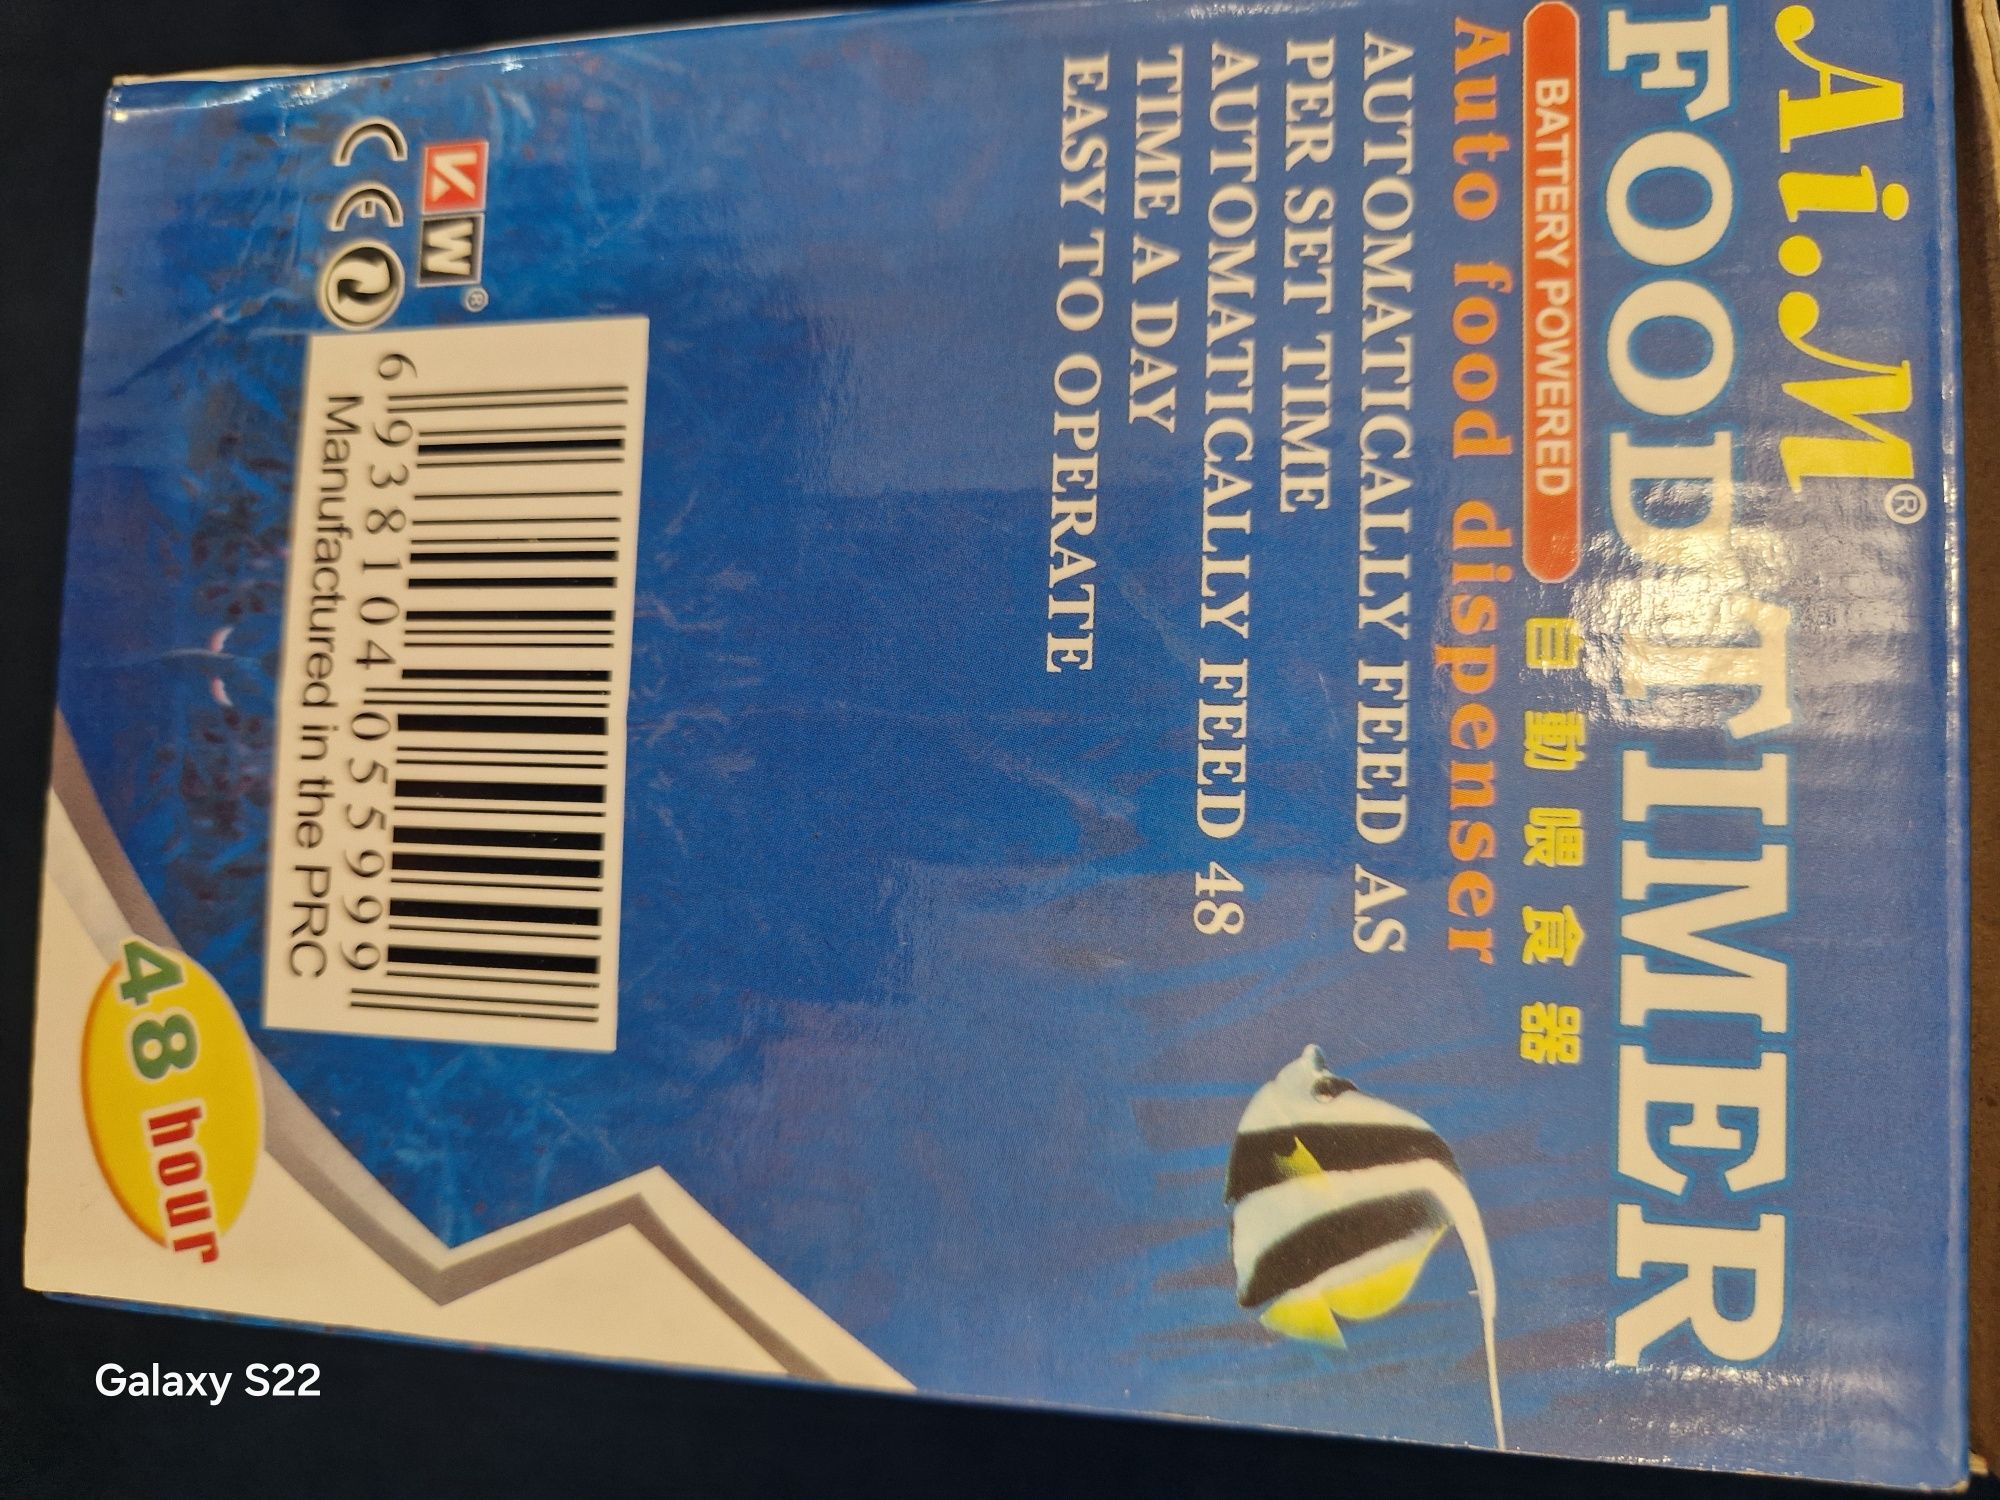 Ai.M®
FOOD TIMER
BATTERY POWERED 自動喂食器
Auto food dispenser
AUTOMATICALLY FEED AS
PER SET TIME
AUTOMATICALLY FEED 48
TIME A DAY
EASY TO OPERATE
W®
CE
6 938104 055999
Manufactured in the PRC
48 hour
Galaxy S22